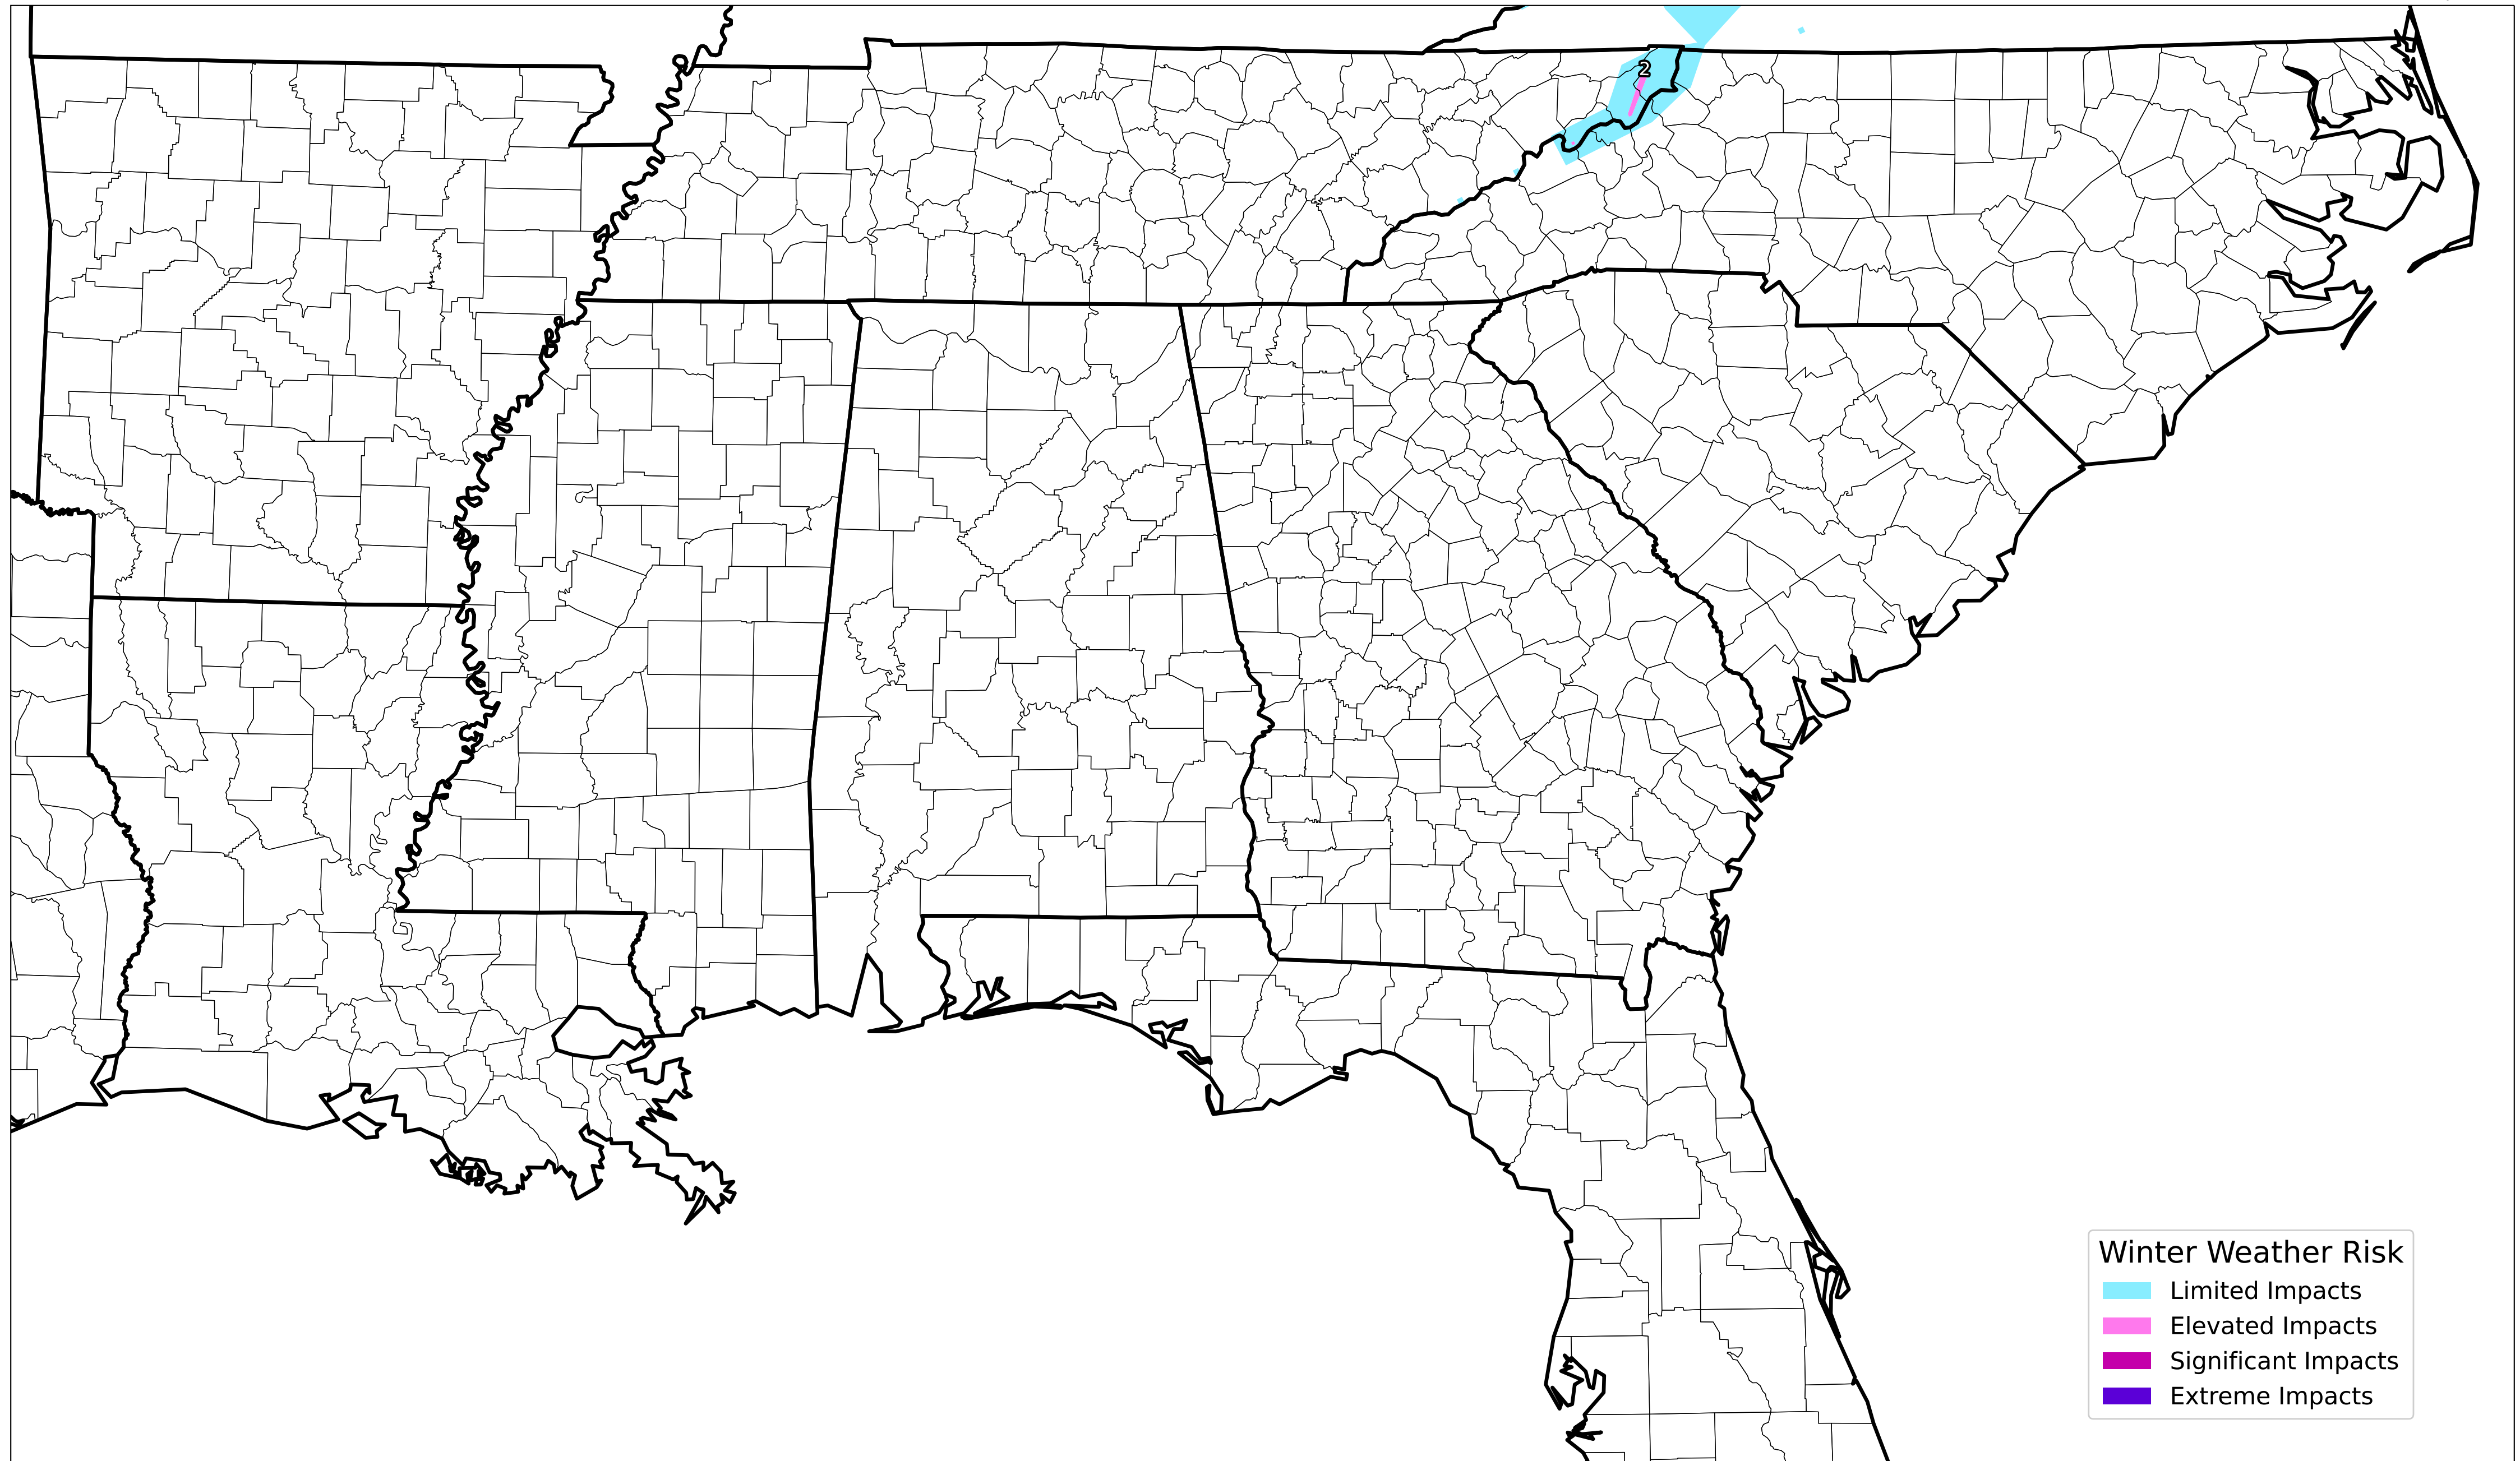 2
Winter Weather Risk
Limited Impacts
Elevated Impacts
Significant Impacts
Extreme Impacts